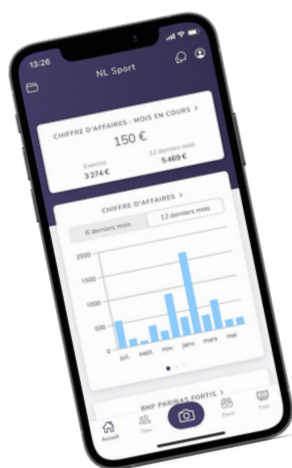 13:26
NL Sport
CHIFFRE D'AFFAIRES : MOIS EN COURS >
150 €
Exercice
3 274 €
12 derniers mois
5 469 €
CHIFFRE D'AFFAIRES >
6 derniers mois
12 derniers mois
2000
1500
1000
500
0
juil. sept. nov. janv. mars mai
BNP PARIBAS FORTIS >
Accueil
Tiers